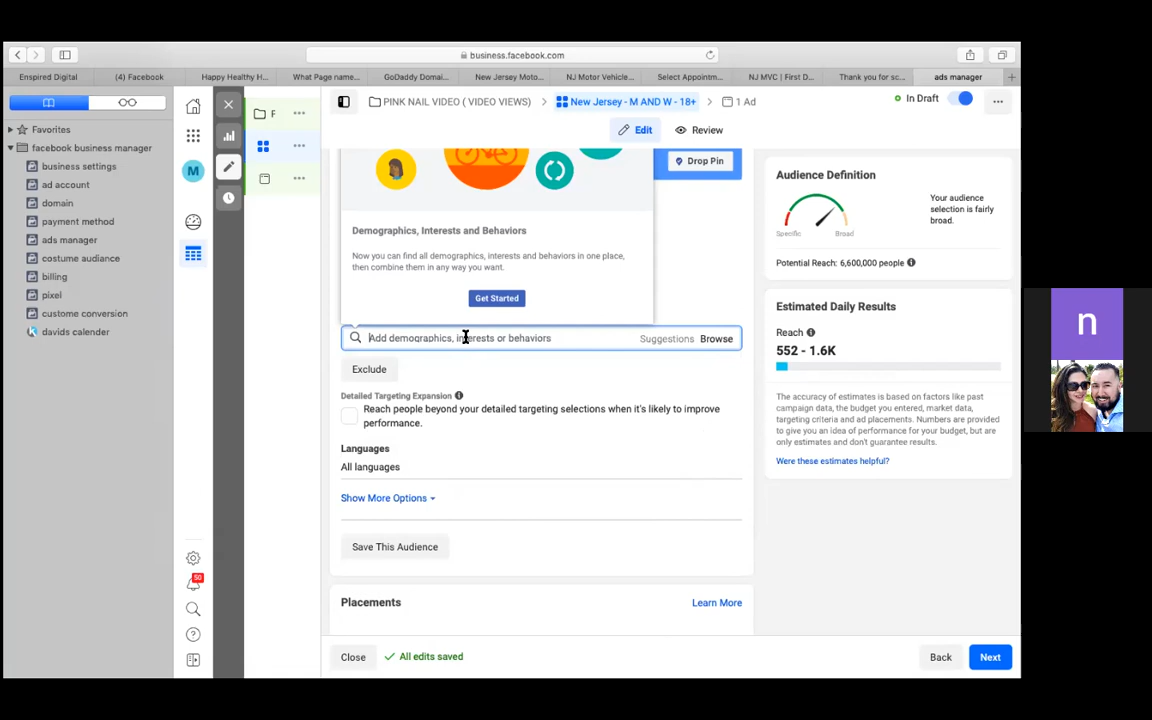 business.facebook.com
Enspired Digital
(4) Facebook
Happy Healthy H...
What Page name...
GoDaddy Domai...
New Jersey Moto...
NJ Motor Vehicle...
Select Appointm...
NJ MVC | First D...
Thank you for sc...
ads manager
Favorites
facebook business manager
business settings
ad account
domain
payment method
ads manager
costume audiance
billing
pixel
custome conversion
davids calender
M
50
F
PINK NAIL VIDEO ( VIDEO VIEWS)
New Jersey - M AND W - 18+
1 Ad
In Draft
Edit
Review
Drop Pin
Demographics, Interests and Behaviors
Now you can find all demographics, interests and behaviors in one place,
then combine them in any way you want.
Get Started
Add demographics, interests or behaviors
Suggestions
Browse
Exclude
Detailed Targeting Expansion
Reach people beyond your detailed targeting selections when it's likely to improve
performance.
Languages
All languages
Show More Options
Save This Audience
Placements
Learn More
Close
All edits saved
Back
Next
Audience Definition
Specific
Broad
Your audience
selection is fairly
broad.
Potential Reach: 6,600,000 people
Estimated Daily Results
Reach
552 - 1.6K
The accuracy of estimates is based on factors like past
campaign data, the budget you entered, market data,
targeting criteria and ad placements. Numbers are provided
to give you an idea of performance for your budget, but are
only estimates and don't guarantee results.
Were these estimates helpful?
n